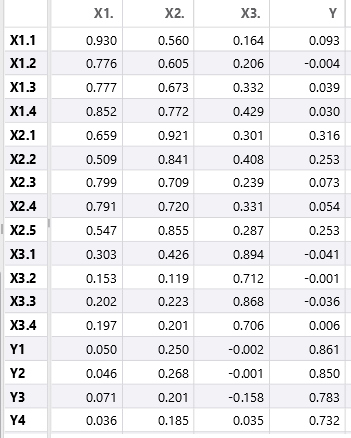 X1. X2. X3. Y
X1.1 0.930 0.560 0.164 0.093
X1.2 0.776 0.605 0.206 -0.004
X1.3 0.777 0.673 0.332 0.039
X1.4 0.852 0.772 0.429 0.030
X2.1 0.659 0.921 0.301 0.316
X2.2 0.509 0.841 0.408 0.253
X2.3 0.799 0.709 0.239 0.073
X2.4 0.791 0.720 0.331 0.054
X2.5 0.547 0.855 0.287 0.253
X3.1 0.303 0.426 0.894 -0.041
X3.2 0.153 0.119 0.712 -0.001
X3.3 0.202 0.223 0.868 -0.036
X3.4 0.197 0.201 0.706 0.006
Y1 0.050 0.250 -0.002 0.861
Y2 0.046 0.268 -0.001 0.850
Y3 0.071 0.201 -0.158 0.783
Y4 0.036 0.185 0.035 0.732